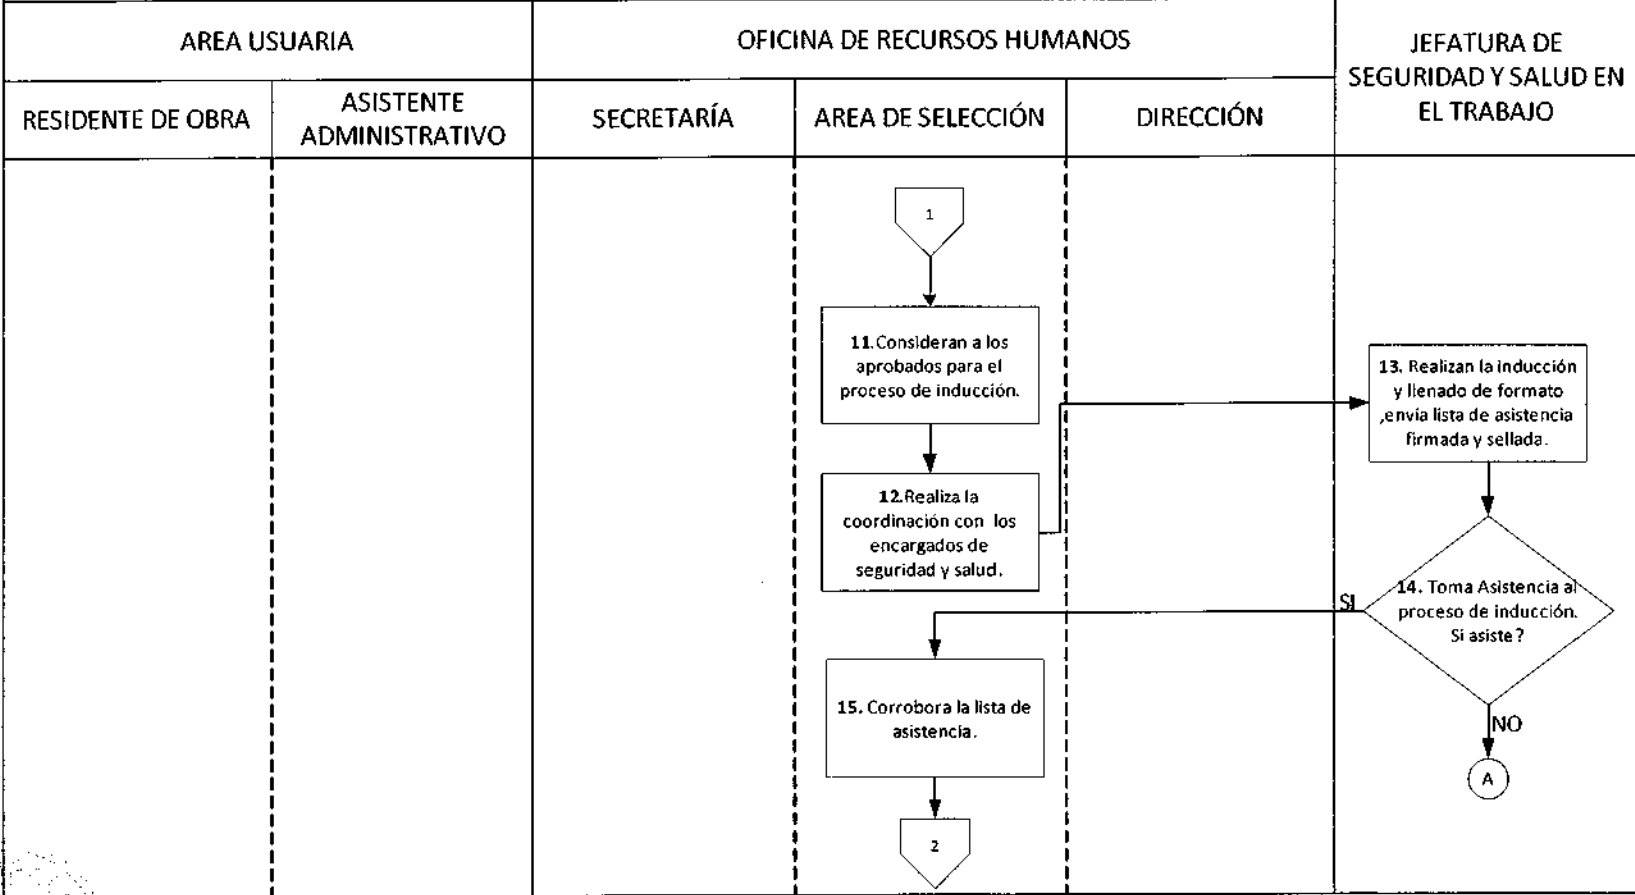 AREA USUARIA
OFICINA DE RECURSOS HUMANOS
JEFATURA DE
SEGURIDAD Y SALUD EN
EL TRABAJO
RESIDENTE DE OBRA
ASISTENTE
ADMINISTRATIVO
SECRETARÍA
AREA DE SELECCIÓN
DIRECCIÓN
1
11.Consideran a los
aprobados para el
proceso de inducción.
12.Realiza la
coordinación con los
encargados de
seguridad y salud.
13. Realizan la inducción
y llenado de formato
,envía lista de asistencia
firmada y sellada.
14. Toma Asistencia al
proceso de inducción.
Si asiste?
SI
NO
A
15. Corrobora la lista de
asistencia.
2